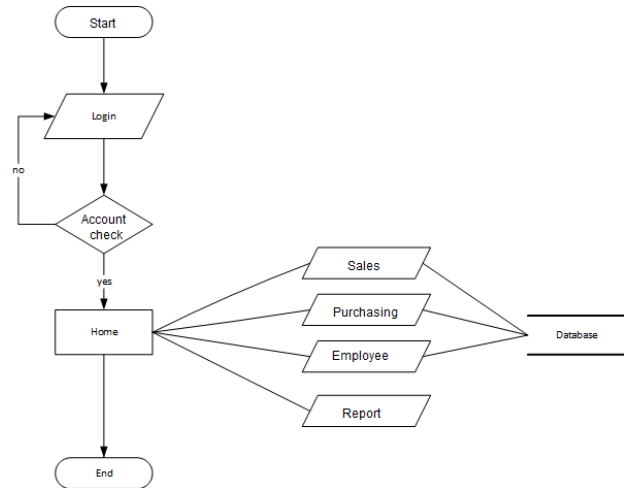 Start
Login
no
Account
check
yes
Home
Sales
Purchasing
Employee
Report
Database
End